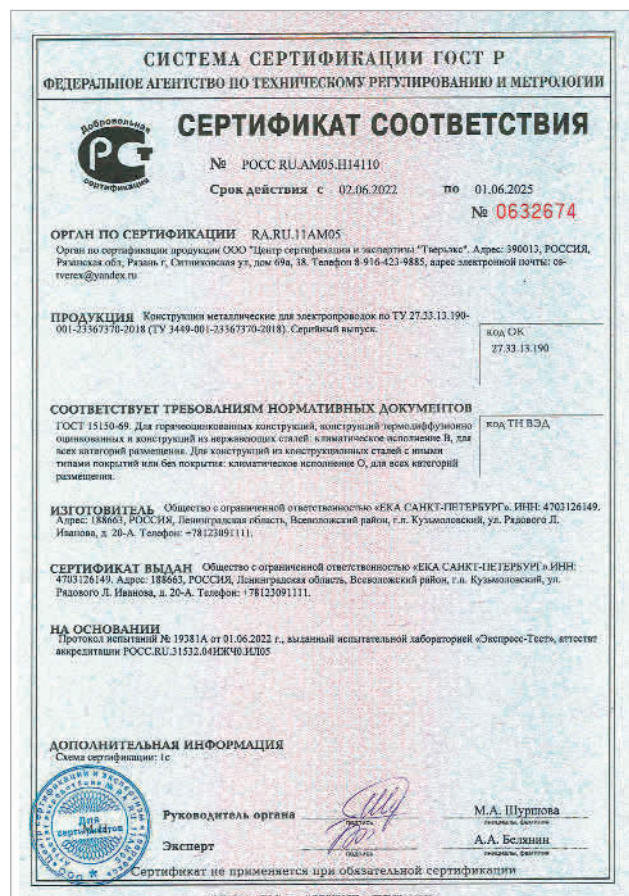 СИСТЕМА СЕРТИФИКАЦИИ ГОСТ Р
ФЕДЕРАЛЬНОЕ АГЕНТСТВО ПО ТЕХНИЧЕСКОМУ РЕГУЛИРОВАНИЮ И МЕТРОЛОГИИ
Добровольная
сертификация
СЕРТИФИКАТ СООТВЕТСТВИЯ
№ РОСС RU.АМ05.Н14110
Срок действия с 02.06.2022 по 01.06.2025
№ 0632674
ОРГАН ПО СЕРТИФИКАЦИИ RA.RU.11АМ05
Орган по сертификации продукции ООО "Центр сертификации и экспертизы "Тверьэкс". Адрес: 390013, РОССИЯ,
Рязанская обл, Рязань г, Ситниковская ул, дом 69а, 38. Телефон 8-916-423-9885, адрес электронной почты: cs-
tverex@yandex.ru
ПРОДУКЦИЯ Конструкции металлические для электропроводок по ТУ 27.33.13.190-
001-23367370-2018 (ТУ 3449-001-23367370-2018). Серийный выпуск.
код ОК
27.33.13.190
СООТВЕТСТВУЕТ ТРЕБОВАНИЯМ НОРМАТИВНЫХ ДОКУМЕНТОВ
ГОСТ 15150-69. Для горячеоцинкованных конструкций, конструкций термодиффузионно
оцинкованных и конструкций из нержавеющих сталей: климатическое исполнение В, для
всех категорий размещения. Для конструкций из конструкционных сталей с иными
типами покрытий или без покрытия: климатическое исполнение О, для всех категорий
размещения.
код ТН ВЭД
ИЗГОТОВИТЕЛЬ Общество с ограниченной ответственностью «ЕКА САНКТ-ПЕТЕРБУРГ». ИНН: 4703126149.
Адрес: 188663, РОССИЯ, Ленинградская область, Всеволожский район, г.п. Кузьмоловский, ул. Рядового Л.
Иванова, д. 20-А. Телефон: +78123091111.
СЕРТИФИКАТ ВЫДАН Общество с ограниченной ответственностью «ЕКА САНКТ-ПЕТЕРБУРГ».ИНН:
4703126149. Адрес: 188663, РОССИЯ, Ленинградская область, Всеволожский район, г.п. Кузьмоловский, ул.
Рядового Л. Иванова, д. 20-А. Телефон: +78123091111.
НА ОСНОВАНИИ
Протокол испытаний № 19381А от 01.06.2022 г., выданный испытательной лабораторией «Экспресс-Тест», аттестат
аккредитации РОСС.RU.31532.04ИЖЧ0.ИЛ05
ДОПОЛНИТЕЛЬНАЯ ИНФОРМАЦИЯ
Схема сертификации: 1с
Для
сертификатов
Руководитель органа
подпись
М.А. Шуршова
инициалы, фамилия
Эксперт
подпись
А.А. Белянин
инициалы, фамилия
Сертификат не применяется при обязательной сертификации